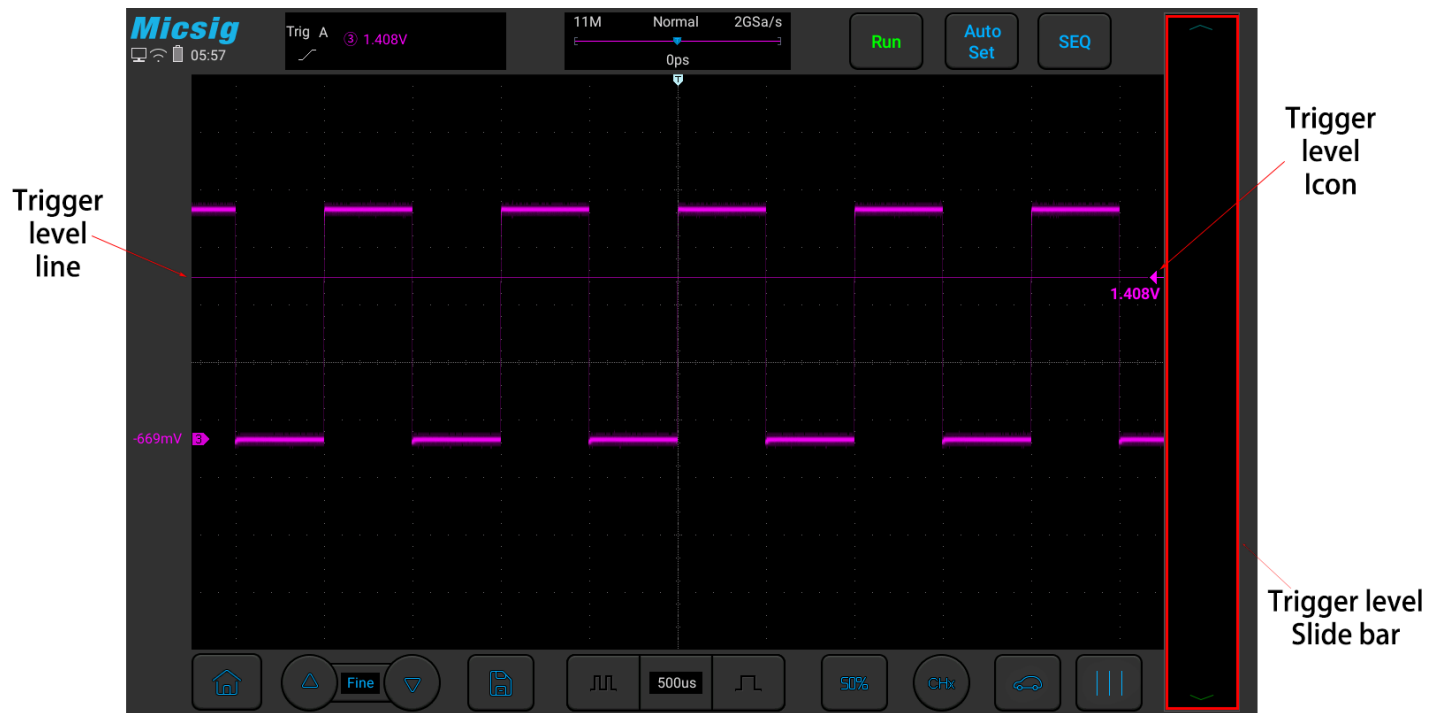 Micsig
05:57
Trig A ③ 1.408V
11M Normal 2GSa/s
0ps
Run
Auto
Set
SEQ
T
Trigger
level
Icon
Trigger
level
line
1.408V
-669mV 3
Trigger level
Slide bar
Fine
500us
50%
CHx